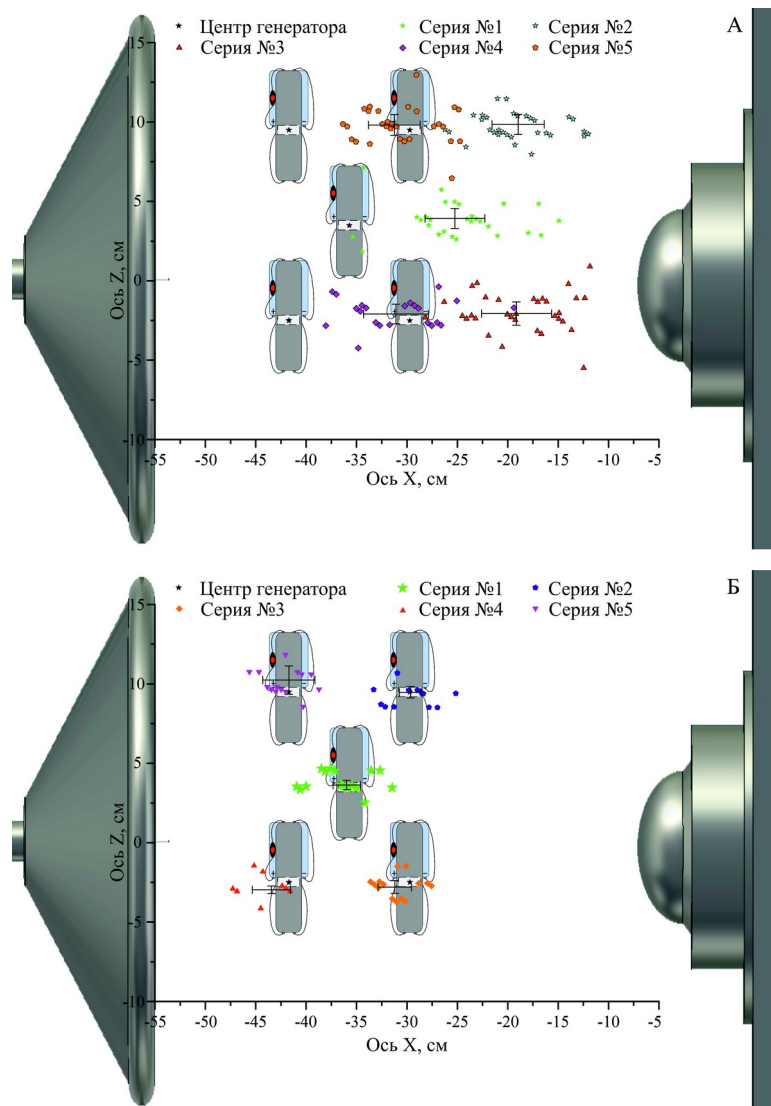 А
Центр генератора
Серия №1
Серия №2
Серия №3
Серия №4
Серия №5
15
10
5
0
-5
-10
Ось Z, см
-55
-50
-45
-40
-35
-30
-25
-20
-15
-10
-5
Ось X, см
Б
Центр генератора
Серия №1
Серия №2
Серия №3
Серия №4
Серия №5
15
10
5
0
-5
-10
Ось Z, см
-55
-50
-45
-40
-35
-30
-25
-20
-15
-10
-5
Ось X, см